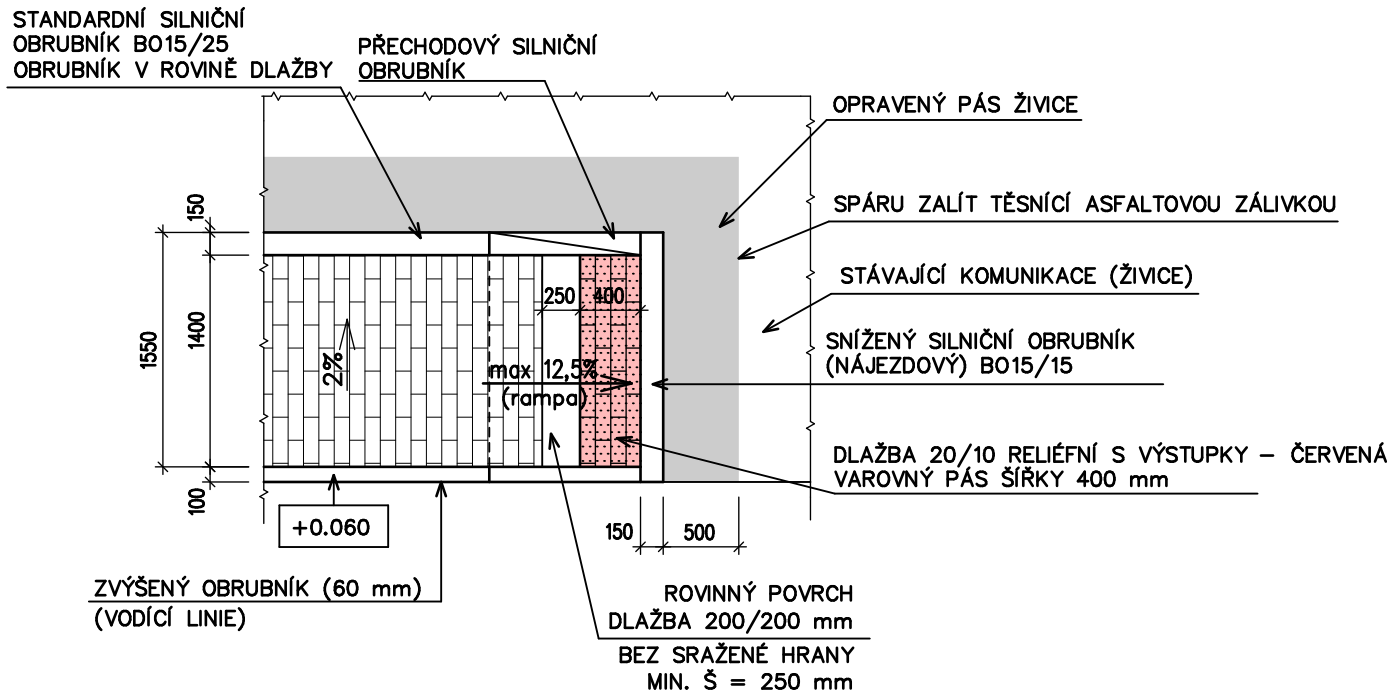 STANDARDNÍ SILNIČNÍ
OBRUBNÍK BO15/25
OBRUBNÍK V ROVINĚ DLAŽBY
PŘECHODOVÝ SILNIČNÍ
OBRUBNÍK
OPRAVENÝ PÁS ŽIVICE
SPÁRU ZALÍT TĚSNÍCÍ ASFALTOVOU ZÁLIVKOU
STÁVAJÍCÍ KOMUNIKACE (ŽIVICE)
SNÍŽENÝ SILNIČNÍ OBRUBNÍK
(NÁJEZDOVÝ) BO15/15
DLAŽBA 20/10 RELIÉFNÍ S VÝSTUPKY – ČERVENÁ
VAROVNÝ PÁS ŠÍŘKY 400 mm
150
1550
1400
100
2%
250
400
max 12,5%
(rampa)
+0.060
150
500
ZVÝŠENÝ OBRUBNÍK (60 mm)
(VODÍCÍ LINIE)
ROVINNÝ POVRCH
DLAŽBA 200/200 mm
BEZ SRAŽENÉ HRANY
MIN. Š = 250 mm